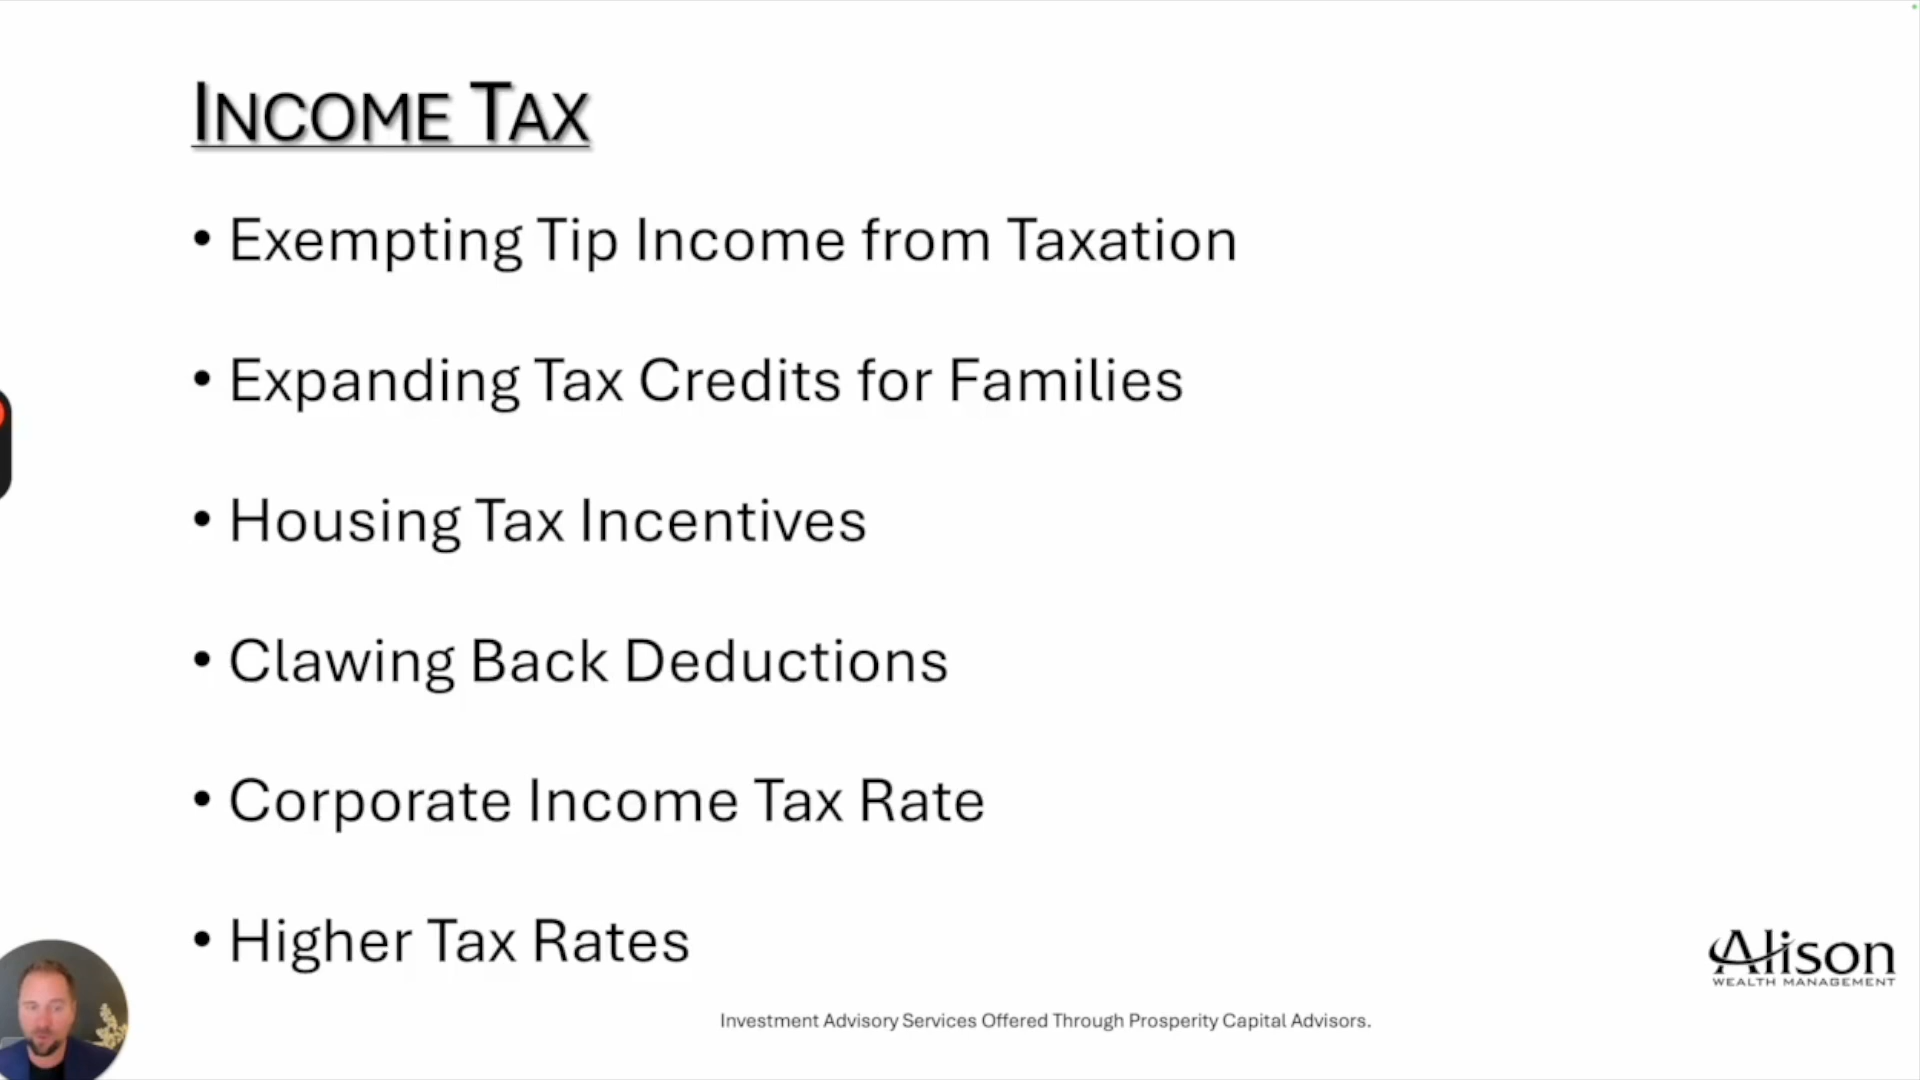 INCOME TAX
• Exempting Tip Income from Taxation
• Expanding Tax Credits for Families
• Housing Tax Incentives
• Clawing Back Deductions
• Corporate Income Tax Rate
• Higher Tax Rates
Alison
WEALTH MANAGEMENT
Investment Advisory Services Offered Through Prosperity Capital Advisors.